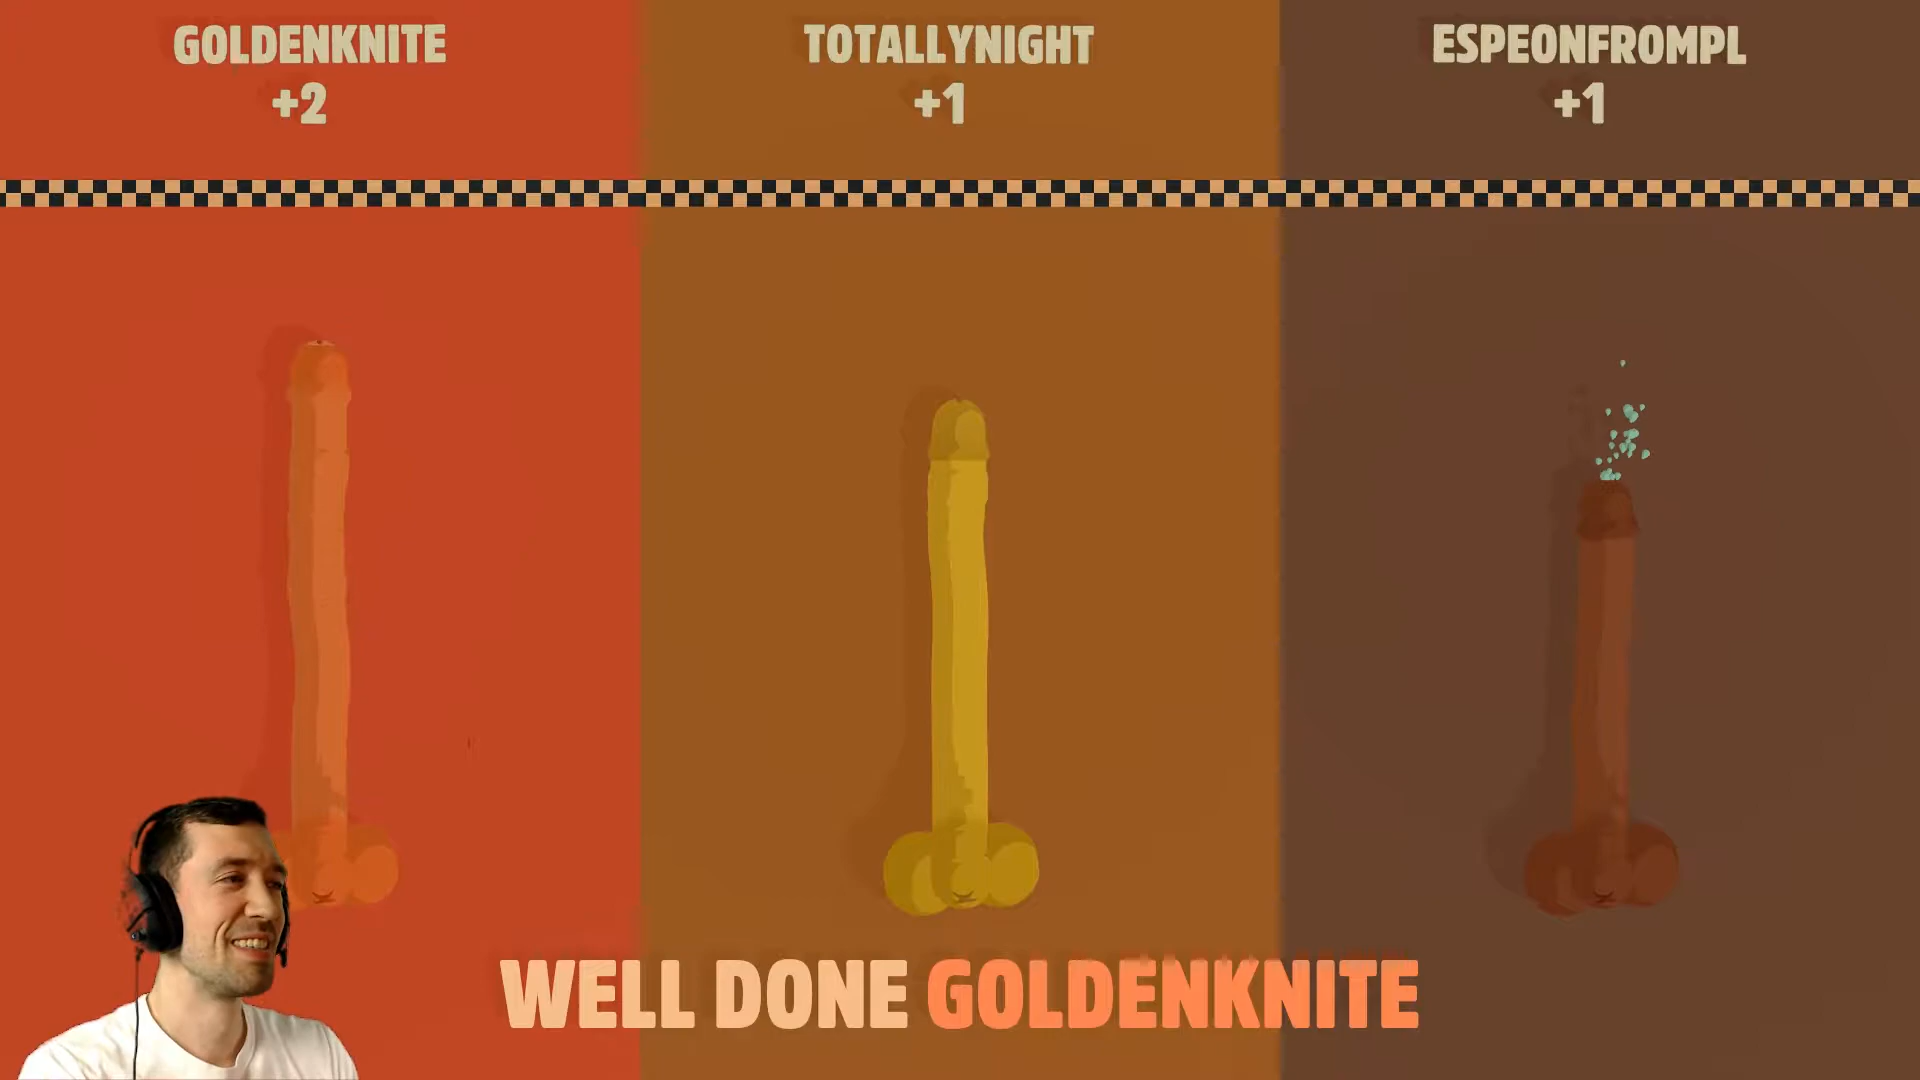 GOLDENKNITE
+2
TOTALLYNIGHT
+1
ESPEONFROMPL
+1
WELL DONE GOLDENKNITE